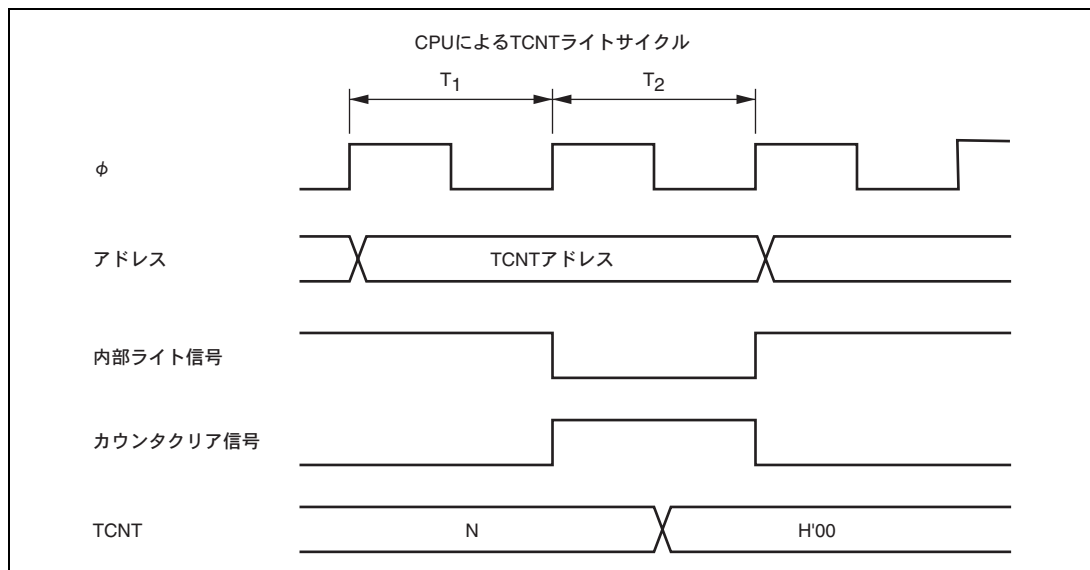 CPUによるTCNTライトサイクル
T1 T2
φ
アドレス TCNTアドレス
内部ライト信号
カウンタクリア信号
TCNT N H'00